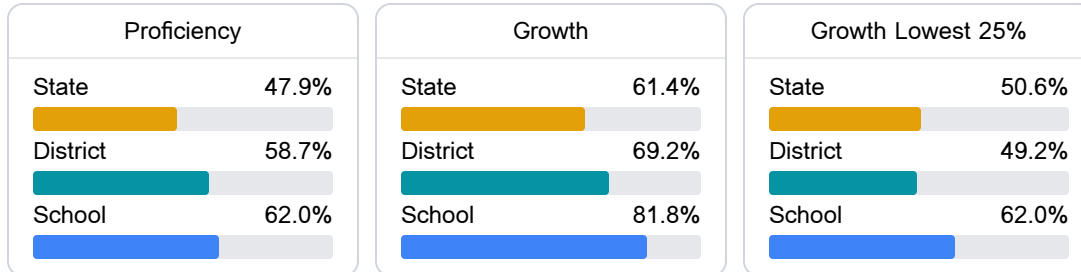 Proficiency
State 47.9%
District 58.7%
School 62.0%
Growth
State 61.4%
District 69.2%
School 81.8%
Growth Lowest 25%
State 50.6%
District 49.2%
School 62.0%